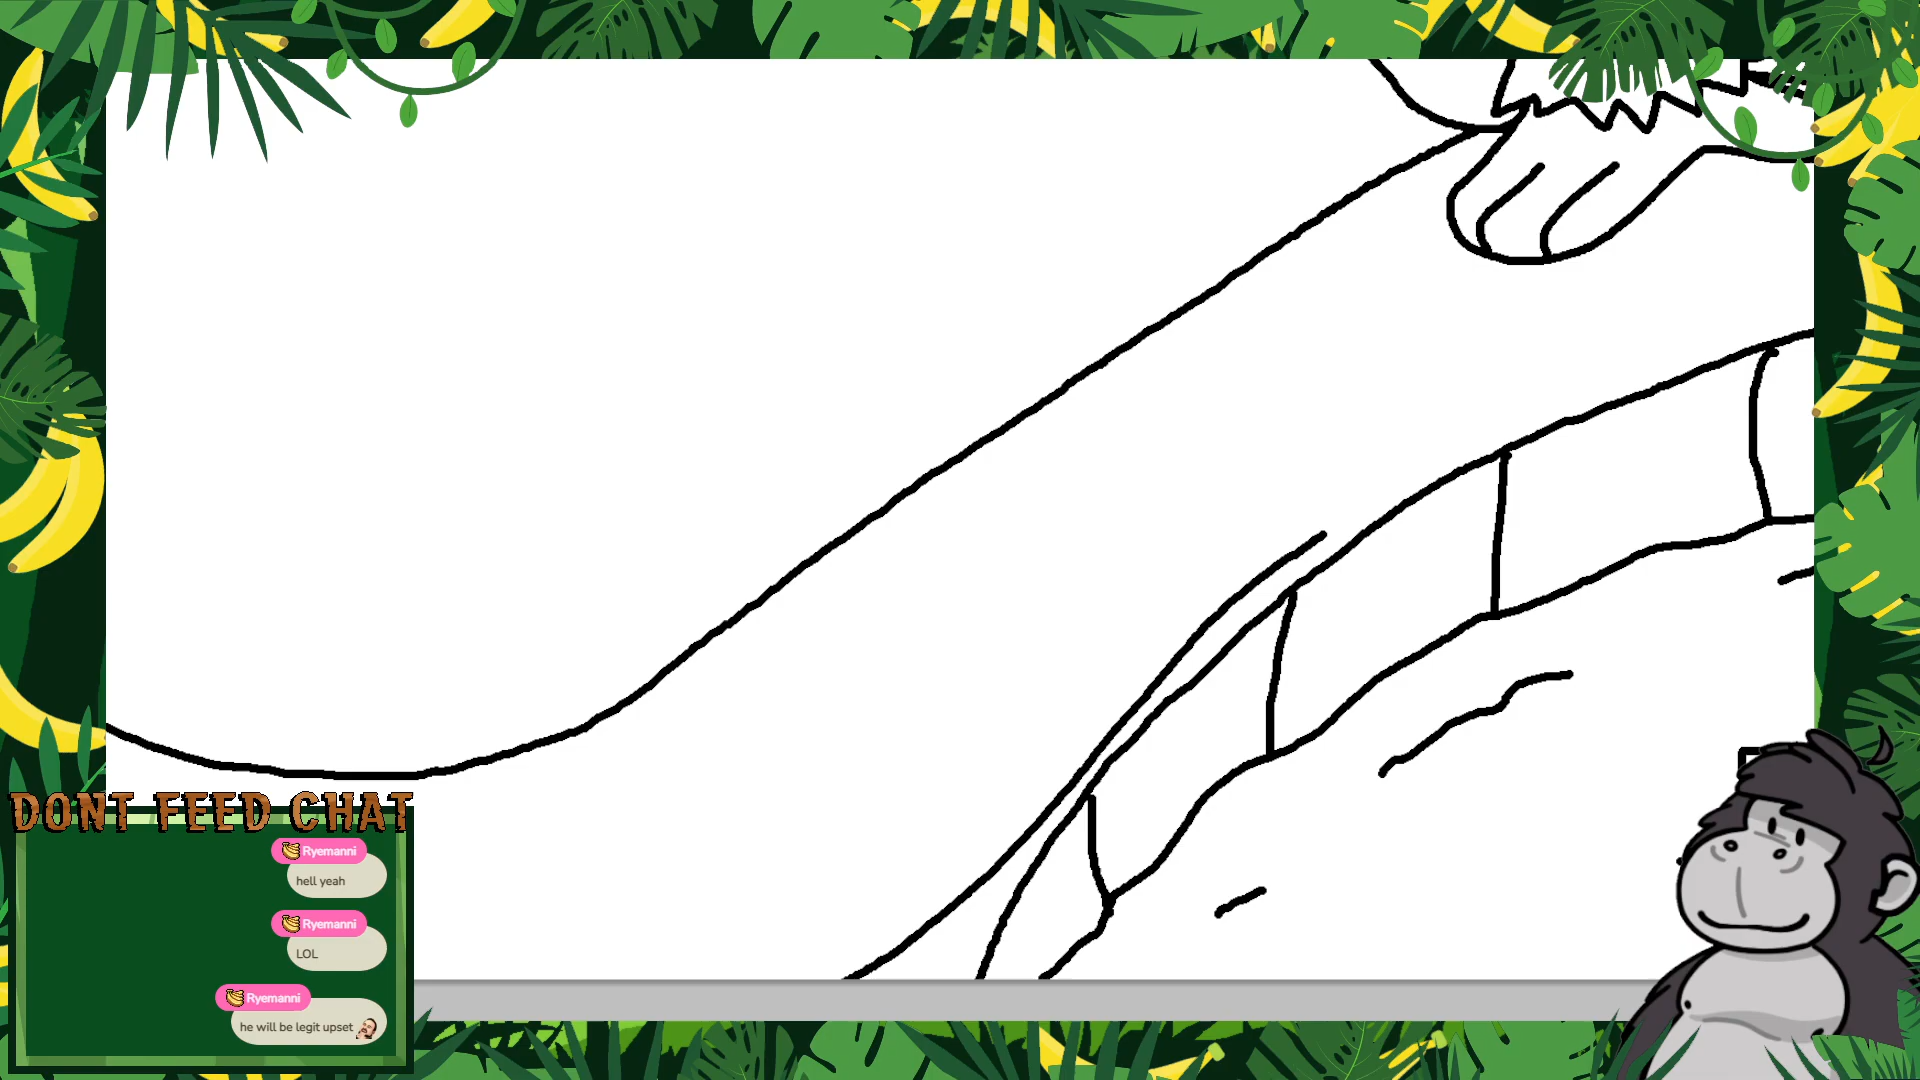 DONT FEED CHAT
Ryemanni
hell yeah
Ryemanni
LOL
Ryemanni
he will be legit upset